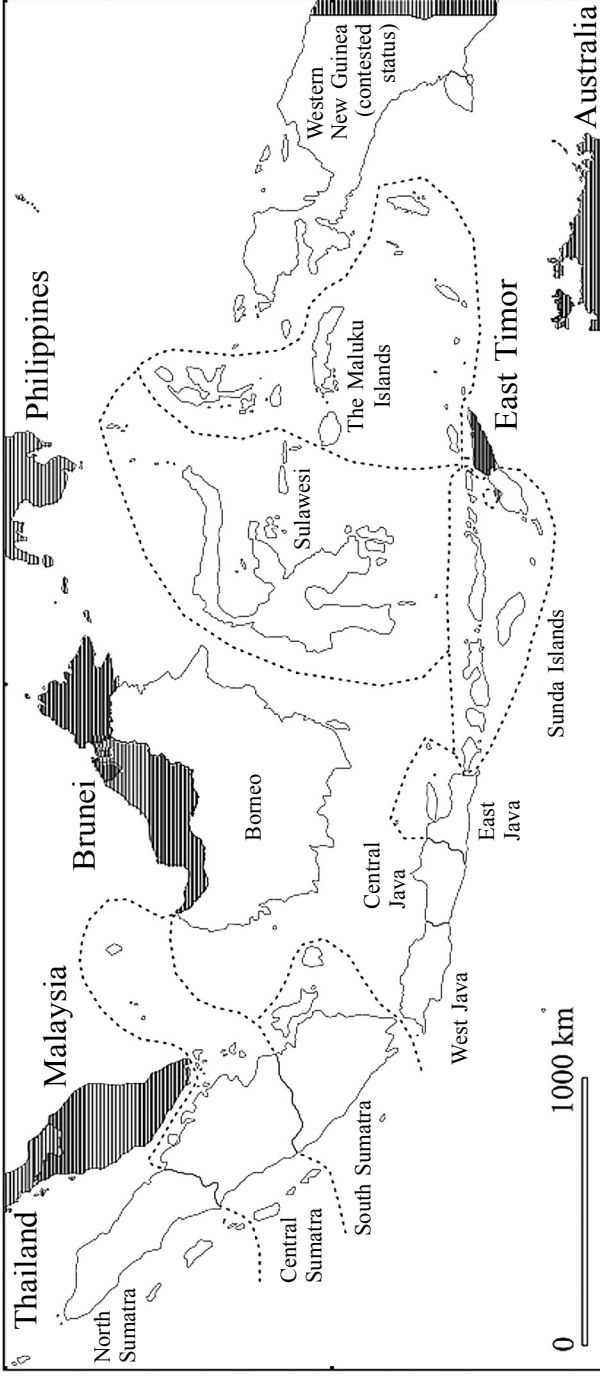 Thailand
Malaysia
Brunei
Philippines
North
Sumatra
Central
Sumatra
South Sumatra
West Java
Central
Java
East
Java
Borneo
Sulawesi
Sunda Islands
The Maluku
Islands
East Timor
Western
New Guinea
(contested
status)
Australia
0
1000 km